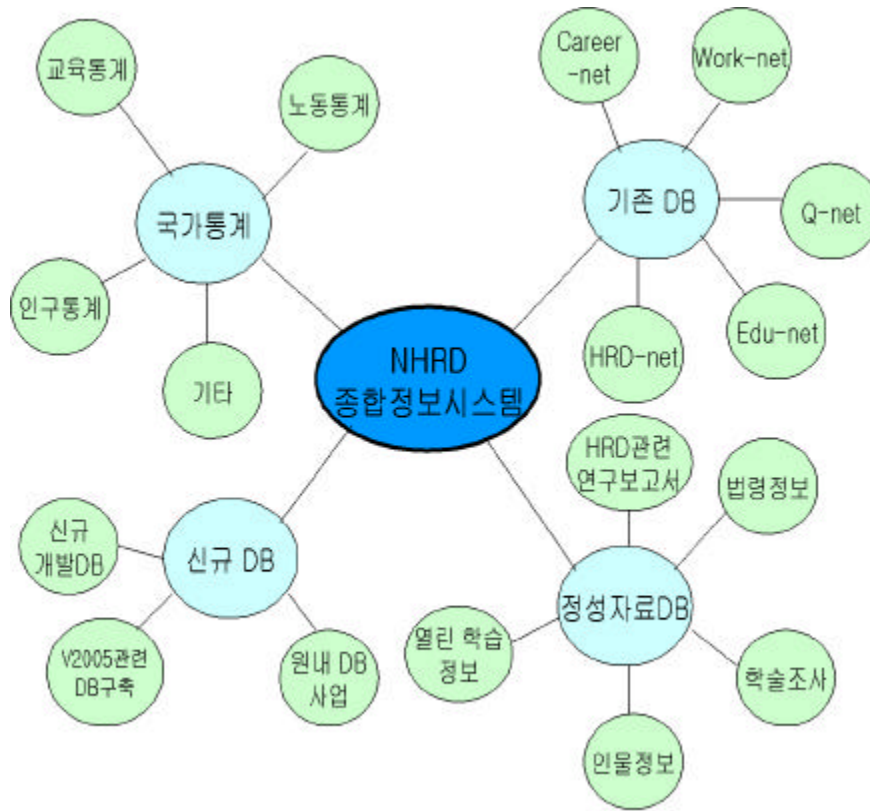 교육통계
노동통계
국가통계
인구통계
기타
Career
-net
Work-net
기존 DB
Q-net
Edu-net
HRD-net
NHRD
종합정보시스템
신규
개발DB
신규 DB
V2005관련
DB구축
원내 DB
사업
HRD관련
연구보고서
법령정보
정성자료DB
열린 학습
정보
학술조사
인물정보